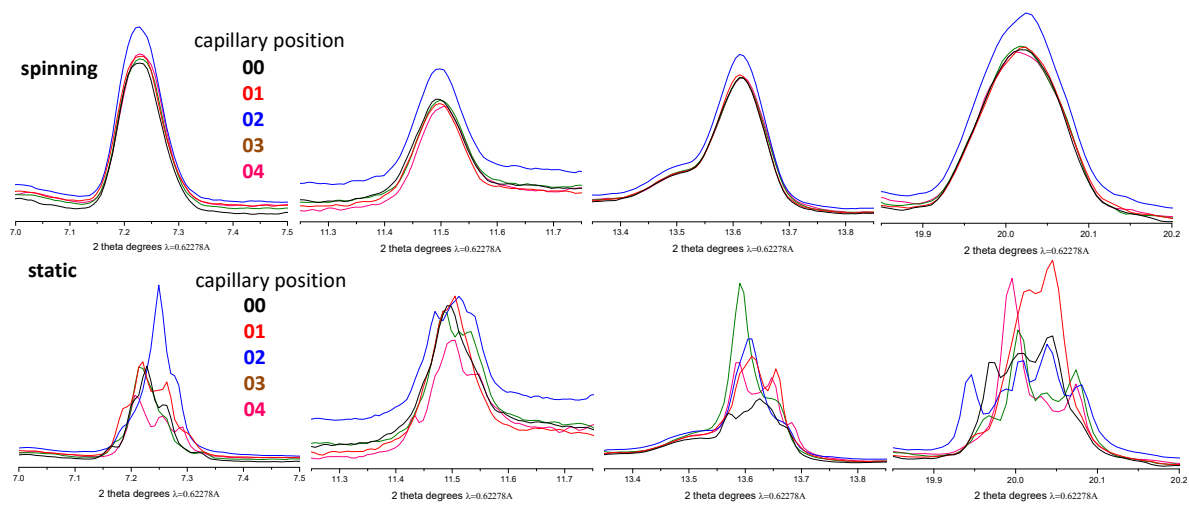 capillary position
spinning
00
01
02
03
04
7.0 7.1 7.2 7.3 7.4 7.5
11.3 11.4 11.5 11.6 11.7
13.4 13.5 13.6 13.7 13.8
19.9 20.0 20.1 20.2
2 theta degrees λ=0.62278A
2 theta degrees λ=0.62278A
2 theta degrees λ=0.62278A
2 theta degrees λ=0.62278A
static
capillary position
00
01
02
03
04
7.0 7.1 7.2 7.3 7.4 7.5
11.3 11.4 11.5 11.6 11.7
13.4 13.5 13.6 13.7 13.8
19.9 20.0 20.1 20.2
2 theta degrees λ=0.62278A
2 theta degrees λ=0.62278A
2 theta degrees λ=0.62278A
2 theta degrees λ=0.62278A